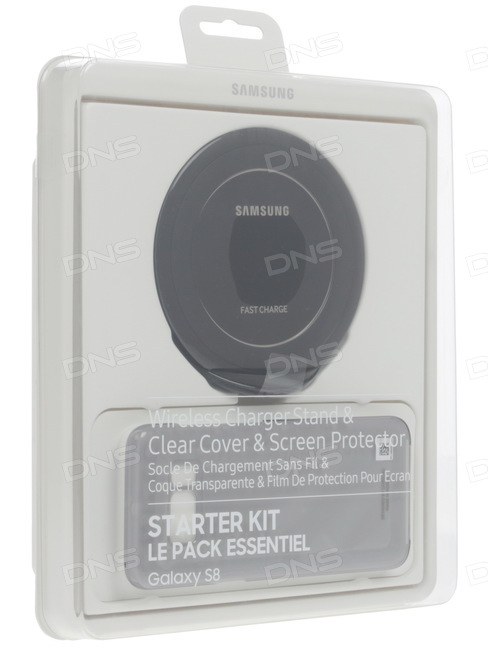 SAMSUNG
SAMSUNG
FAST CHARGE
Wireless Charger Stand &
Clear Cover & Screen Protector
Socle De Chargement Sans Fil &
Coque Transparente & Film De Protection Pour Ecran
STARTER KIT
LE PACK ESSENTIEL
Galaxy S8
DNS